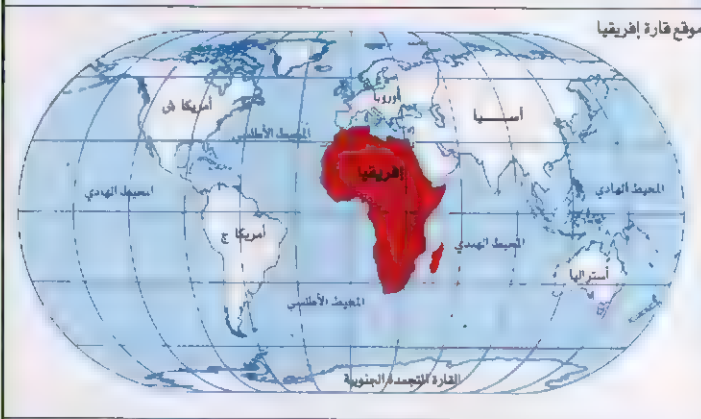 موقع قارة إفريقيا
أمريكا ش
أوروبا
آسيا
المحيط الأطلسي
إفريقيا
المحيط الهادي
المحيط الهادي
أمريكا ج
المحيط الهندي
أستراليا
المحيط الأطلسي
القارة المتجمدة الجنوبية